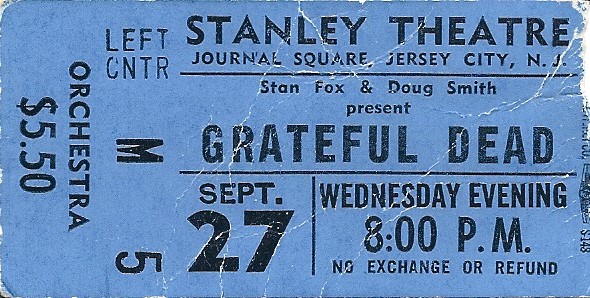 LEFT
CNTR
ORCHESTRA
$5.50
M
5
STANLEY THEATRE
JOURNAL SQUARE, JERSEY CITY, N. J.
Stan Fox & Doug Smith
present
GRATEFUL DEAD
SEPT.
27
WEDNESDAY EVENING
8:00 P. M.
NO EXCHANGE OR REFUND